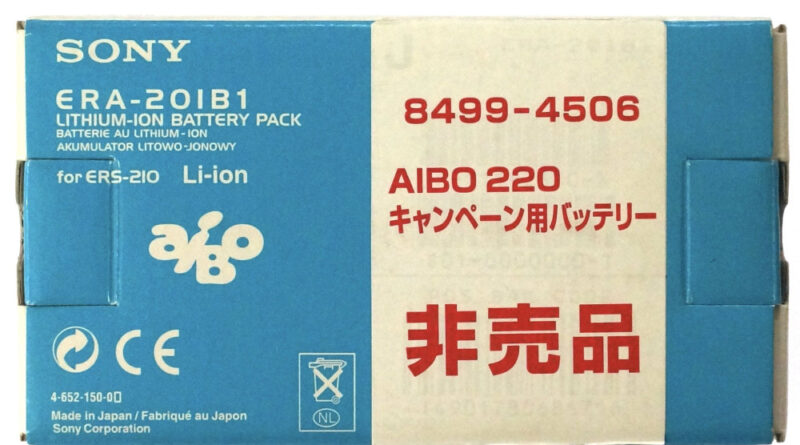 SONY
ERA-201B1
LITHIUM-ION BATTERY PACK
BATTERIE AU LITHIUM-ION
AKUMULATOR LITOWO-JONOWY
for ERS-210 Li-ion
aiBo
CE
4-652-150-0
Made in Japan / Fabriqué au Japon
Sony Corporation
NL
8499-4506
AIBO 220
キャンペーン用バッテリー
非売品